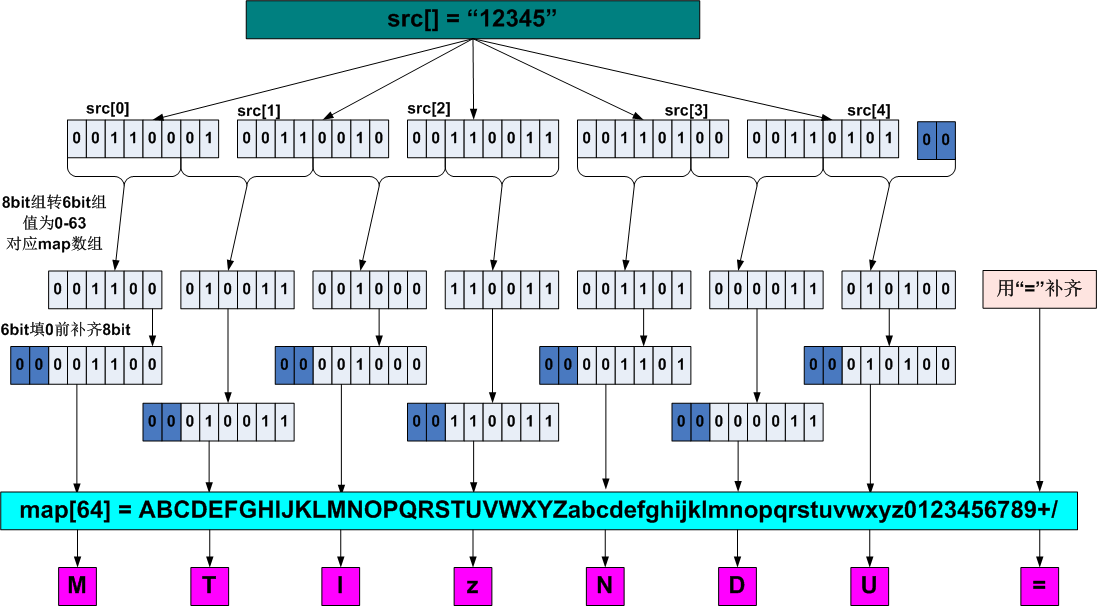 src[] = “12345”
src[0]
src[1]
src[2]
src[3]
src[4]
0 0 1 1 0 0 0 1
0 0 1 1 0 0 1 0
0 0 1 1 0 0 1 1
0 0 1 1 0 1 0 0
0 0 1 1 0 1 0 1
0 0
8bit组转6bit组
值为0-63
对应map数组
0 0 1 1 0 0
0 1 0 0 1 1
0 0 1 0 0 0
1 1 0 0 1 1
0 0 1 1 0 1
0 0 0 0 1 1
0 1 0 1 0 0
用“=”补齐
6bit填0前补齐8bit
0 0 0 0 1 1 0 0
0 0 0 0 1 0 0 0
0 0 0 0 1 1 0 1
0 0 0 1 0 1 0 0
0 0 0 1 0 0 1 1
0 0 1 1 0 0 1 1
0 0 0 0 0 0 1 1
map[64] = ABCDEFGHIJKLMNOPQRSTUVWXYZabcdefghijklmnopqrstuvwxyz0123456789+/
M
T
I
z
N
D
U
=